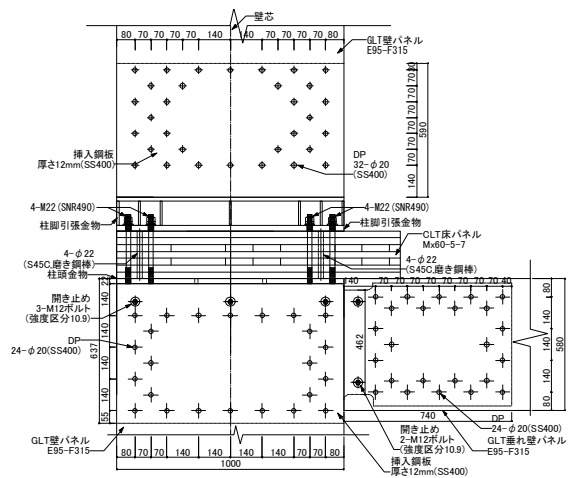 壁芯
80 70 70 70 140 140 70 70 70 80
GLT壁パネル
E95-F315
70 70 70 70 70 140
590
挿入鋼板
厚さ12mm(SS400)
DP
32-φ20
(SS400)
4-M22(SNR490)
4-M22(SNR490)
柱脚引張金物
柱脚引張金物
CLT床パネル
Mx60-5-7
4-φ22
(S45C,磨き鋼棒)
4-φ22
(S45C,磨き鋼棒)
柱頭金物
40 70 70 70 70 70 70 70 70 40
開き止め
3-M12ボルト
(強度区分10.9)
DP
24-φ20(SS400)
140 140 140 55
637
462
80 140 140 140 80
580
740
DP
24-φ20(SS400)
開き止め
2-M12ボルト
(強度区分10.9)
GLT垂れ壁パネル
E95-F315
挿入鋼板
厚さ12mm(SS400)
GLT壁パネル
E95-F315
80 70 70 70 140 140 70 70 70 80
1000